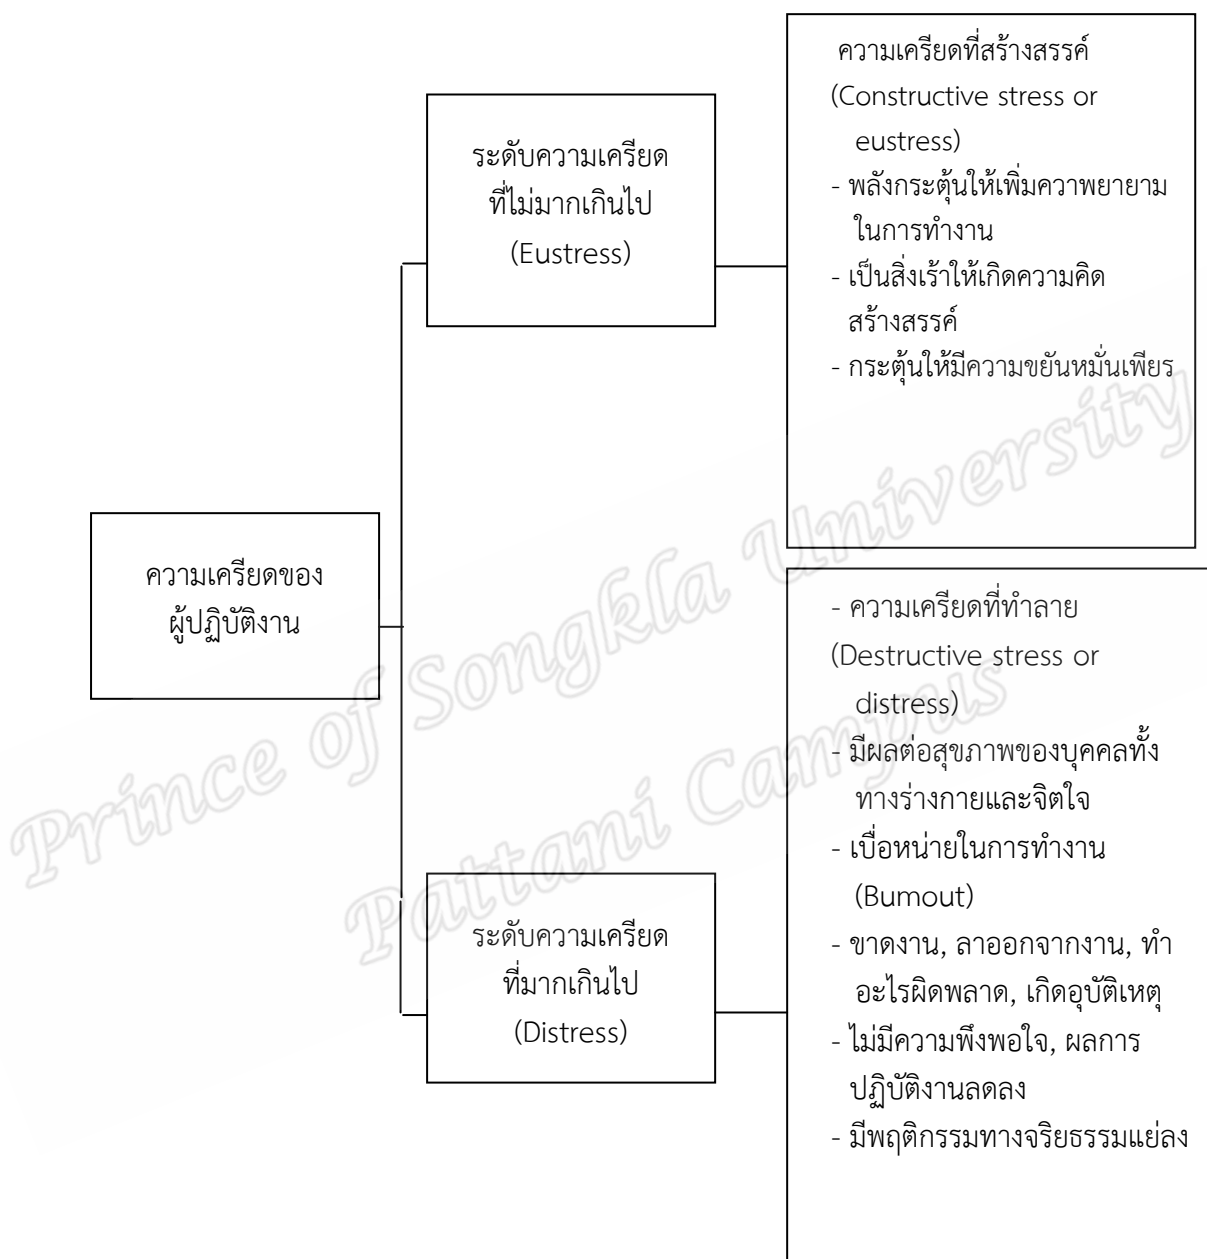 ความเครียดที่สร้างสรรค์
(Constructive stress or
eustress)
- พลังกระตุ้นให้เพิ่มควาพยายาม
ในการทำงาน
- เป็นสิ่งเร้าให้เกิดความคิด
สร้างสรรค์
- กระตุ้นให้มีความขยันหมั่นเพียร
ระดับความเครียด
ที่ไม่มากเกินไป
(Eustress)
ความเครียดของ
ผู้ปฏิบัติงาน
- ความเครียดที่ทำลาย
(Destructive stress or
distress)
- มีผลต่อสุขภาพของบุคคลทั้ง
ทางร่างกายและจิตใจ
- เบื่อหน่ายในการทำงาน
(Bumout)
- ขาดงาน, ลาออกจากงาน, ทำ
อะไรผิดพลาด, เกิดอุบัติเหตุ
- ไม่มีความพึงพอใจ, ผลการ
ปฏิบัติงานลดลง
- มีพฤติกรรมทางจริยธรรมแย่ลง
ระดับความเครียด
ที่มากเกินไป
(Distress)
Prince of Songkla University
Pattani Campus